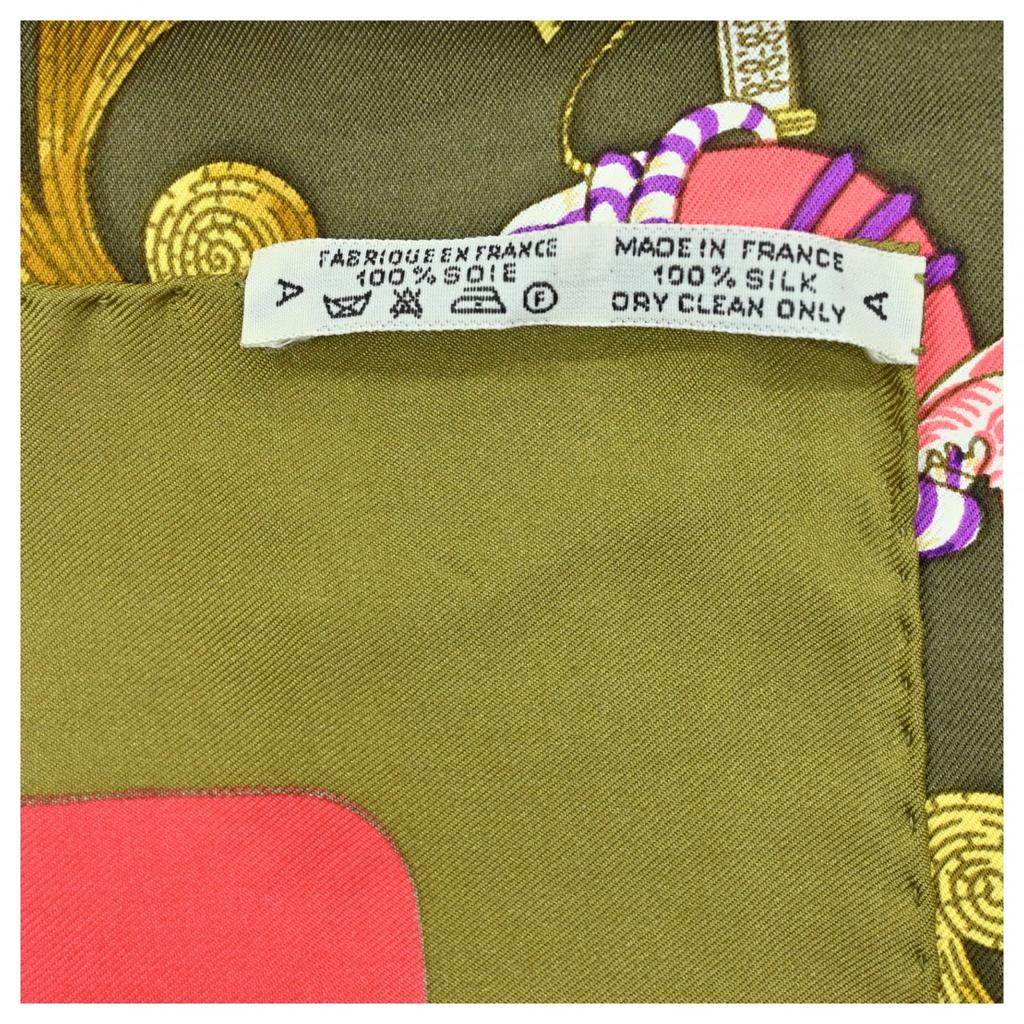 FABRIQUE EN FRANCE
100% SOIE
A
F
MADE IN FRANCE
100% SILK
DRY CLEAN ONLY
A